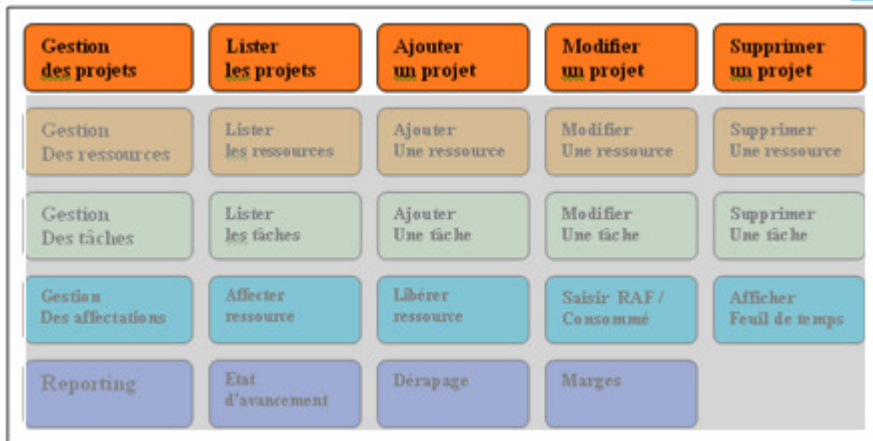 Gestion
des projets
Lister
les projets
Ajouter
un projet
Modifier
un projet
Supprimer
un projet
Gestion
Des ressources
Lister
les ressources
Ajouter
Une ressource
Modifier
Une ressource
Supprimer
Une ressource
Gestion
Des tâches
Lister
les tâches
Ajouter
Une tâche
Modifier
Une tâche
Supprimer
Une tâche
Gestion
Des affectations
Affecter
ressource
Libérer
ressource
Saisir RAF /
Consommé
Afficher
Feuil de temps
Reporting
Etat
d'avancement
Dérapage
Marges